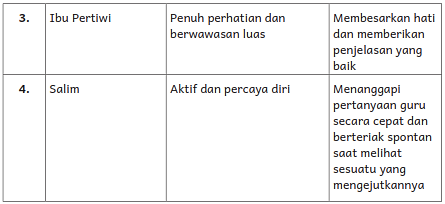 3. Ibu Pertiwi Penuh perhatian dan Membesarkan hati
berwawasan luas dan memberikan
penjelasan yang
baik
4. Salim Aktif dan percaya diri Menanggapi
pertanyaan guru
secara cepat dan
berteriak spontan
saat melihat
sesuatu yang
mengejutkannya